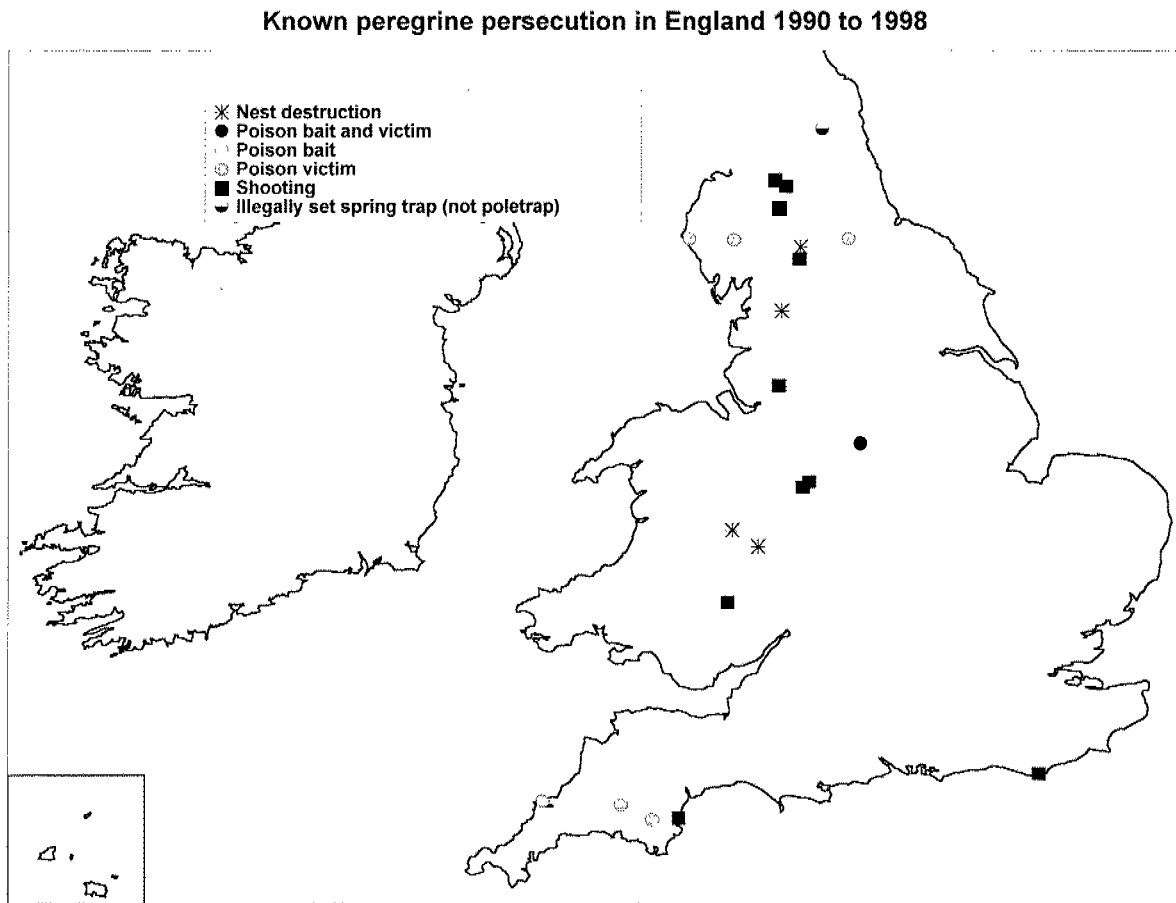 Known peregrine persecution in England 1990 to 1998
Nest destruction
Poison bait and victim
Poison bait
Poison victim
Shooting
Illegally set spring trap (not poletrap)